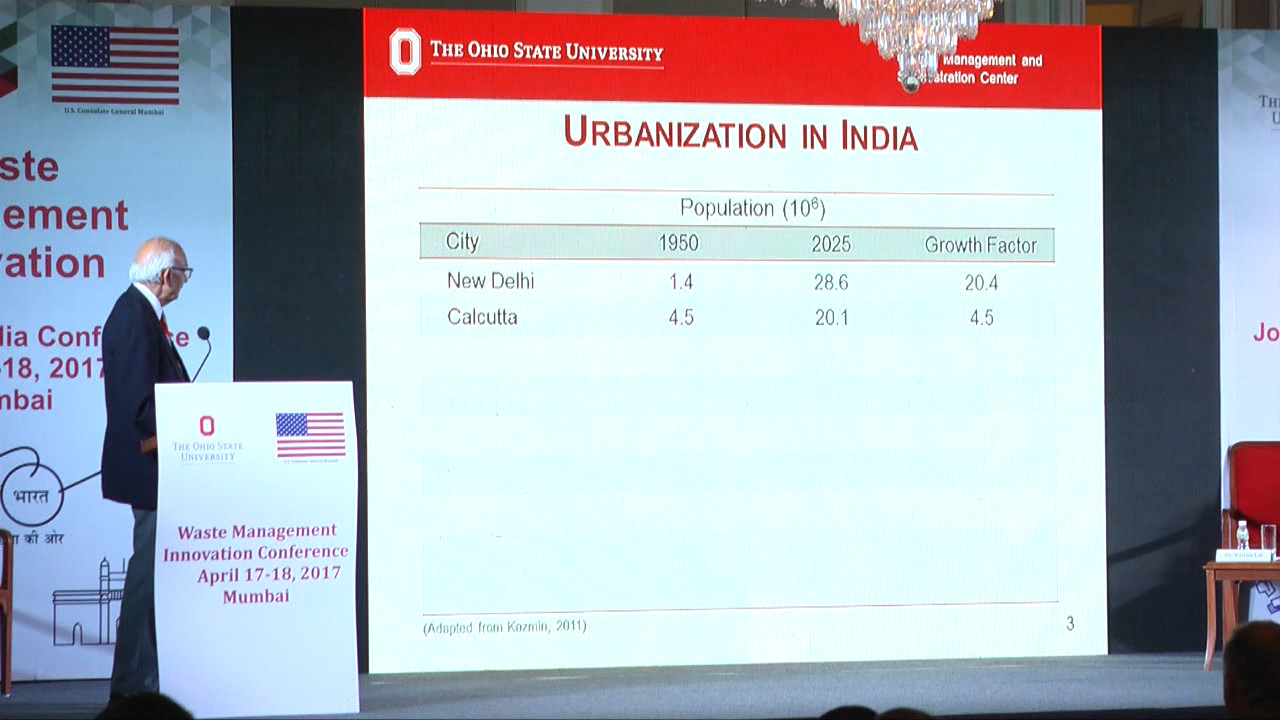 U.S. Consulate General Mumbai
ste
ement
ation
dia Conf ce
-18, 2017
mbai
भारत
की ओर
THE OHIO STATE UNIVERSITY
Management and
stration Center
URBANIZATION IN INDIA
Population (10⁶)
City 1950 2025 Growth Factor
New Delhi 1.4 28.6 20.4
Calcutta 4.5 20.1 4.5
(Adapted from Kazmin, 2011)
3
THE OHIO STATE
UNIVERSITY
Waste Management
Innovation Conference
April 17-18, 2017
Mumbai
Jo